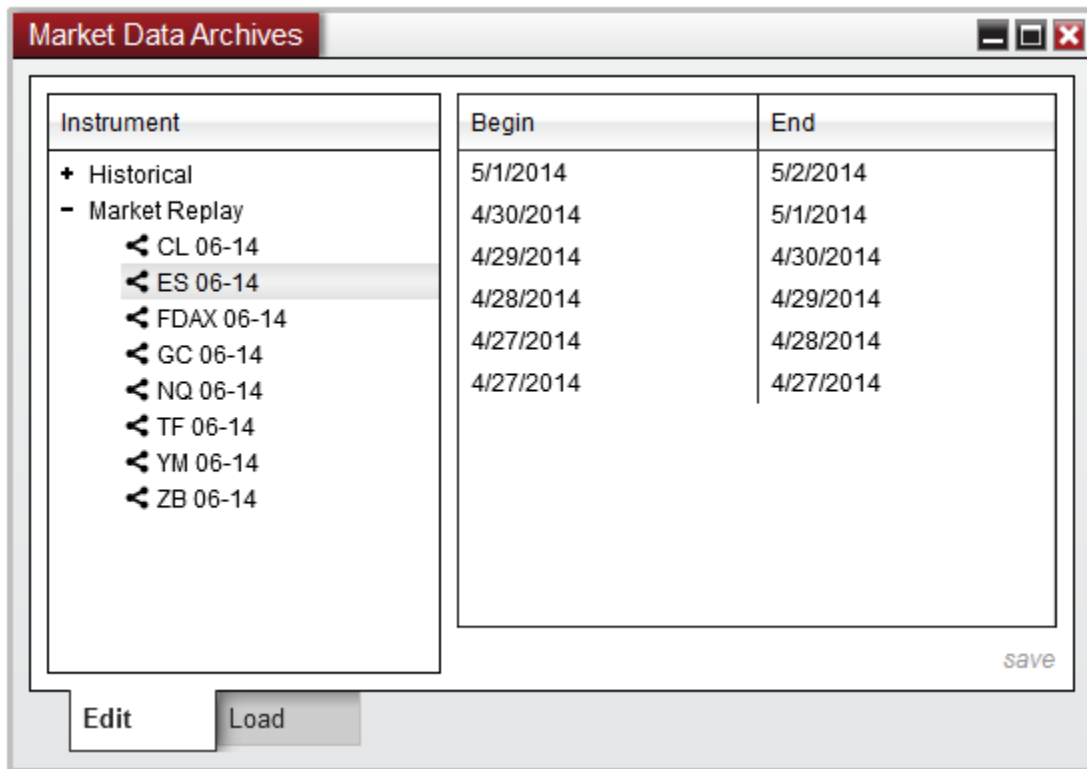 Market Data Archives
Instrument
+ Historical
- Market Replay
CL 06-14
ES 06-14
FDAX 06-14
GC 06-14
NQ 06-14
TF 06-14
YM 06-14
ZB 06-14
Begin End
5/1/2014 5/2/2014
4/30/2014 5/1/2014
4/29/2014 4/30/2014
4/28/2014 4/29/2014
4/27/2014 4/28/2014
4/27/2014 4/27/2014
save
Edit Load